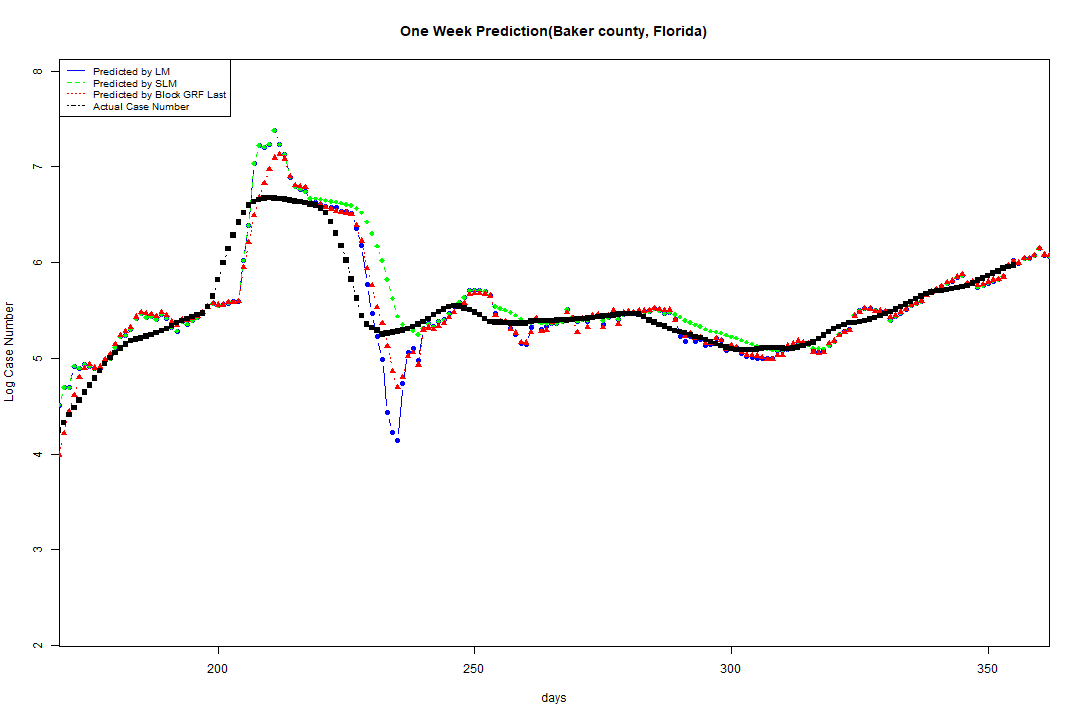 One Week Prediction(Baker county, Florida)
Predicted by LM
Predicted by SLM
Predicted by Block GRF Last
Actual Case Number
8
7
6
5
4
3
2
Log Case Number
200 250 300 350
days